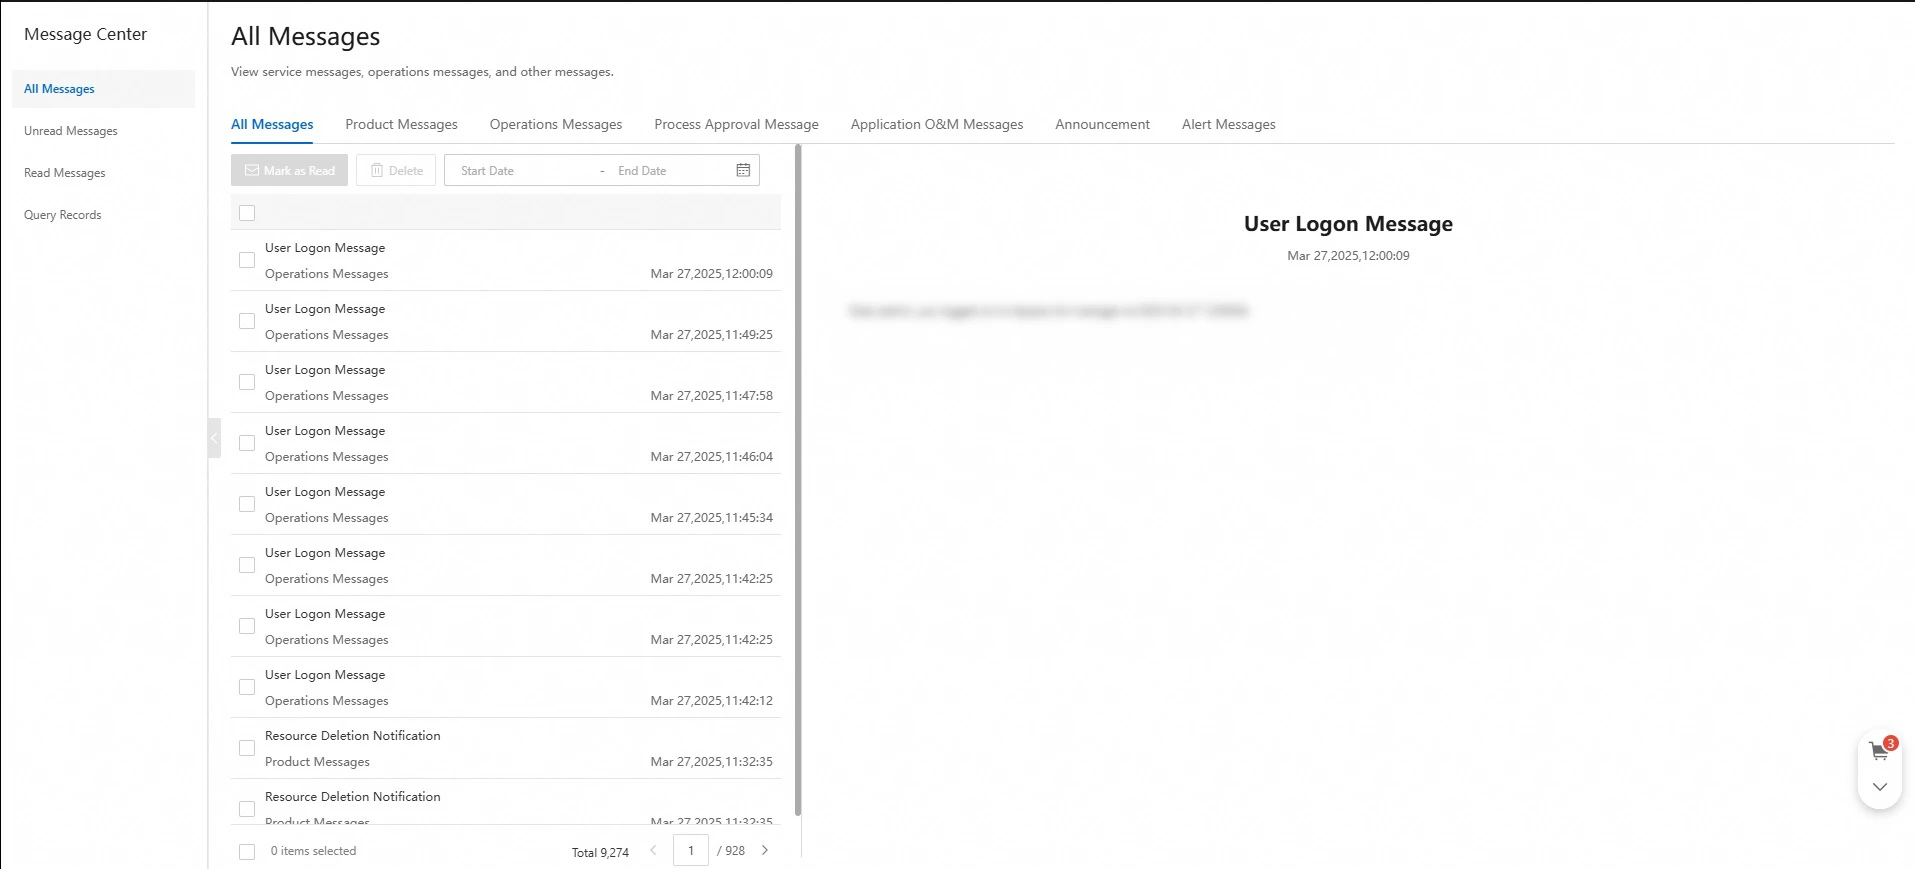 Message Center
All Messages
Unread Messages
Read Messages
Query Records
All Messages
View service messages, operations messages, and other messages.
All Messages Product Messages Operations Messages Process Approval Message Application O&M Messages Announcement Alert Messages
Mark as Read Delete Start Date - End Date
User Logon Message
Operations Messages Mar 27,2025,12:00:09
User Logon Message
Operations Messages Mar 27,2025,11:49:25
User Logon Message
Operations Messages Mar 27,2025,11:47:58
User Logon Message
Operations Messages Mar 27,2025,11:46:04
User Logon Message
Operations Messages Mar 27,2025,11:45:34
User Logon Message
Operations Messages Mar 27,2025,11:42:25
User Logon Message
Operations Messages Mar 27,2025,11:42:25
User Logon Message
Operations Messages Mar 27,2025,11:42:12
Resource Deletion Notification
Product Messages Mar 27,2025,11:32:35
Resource Deletion Notification
Product Messages Mar 27,2025,11:32:35
0 items selected Total 9,274 1 / 928
User Logon Message
Mar 27,2025,12:00:09
3